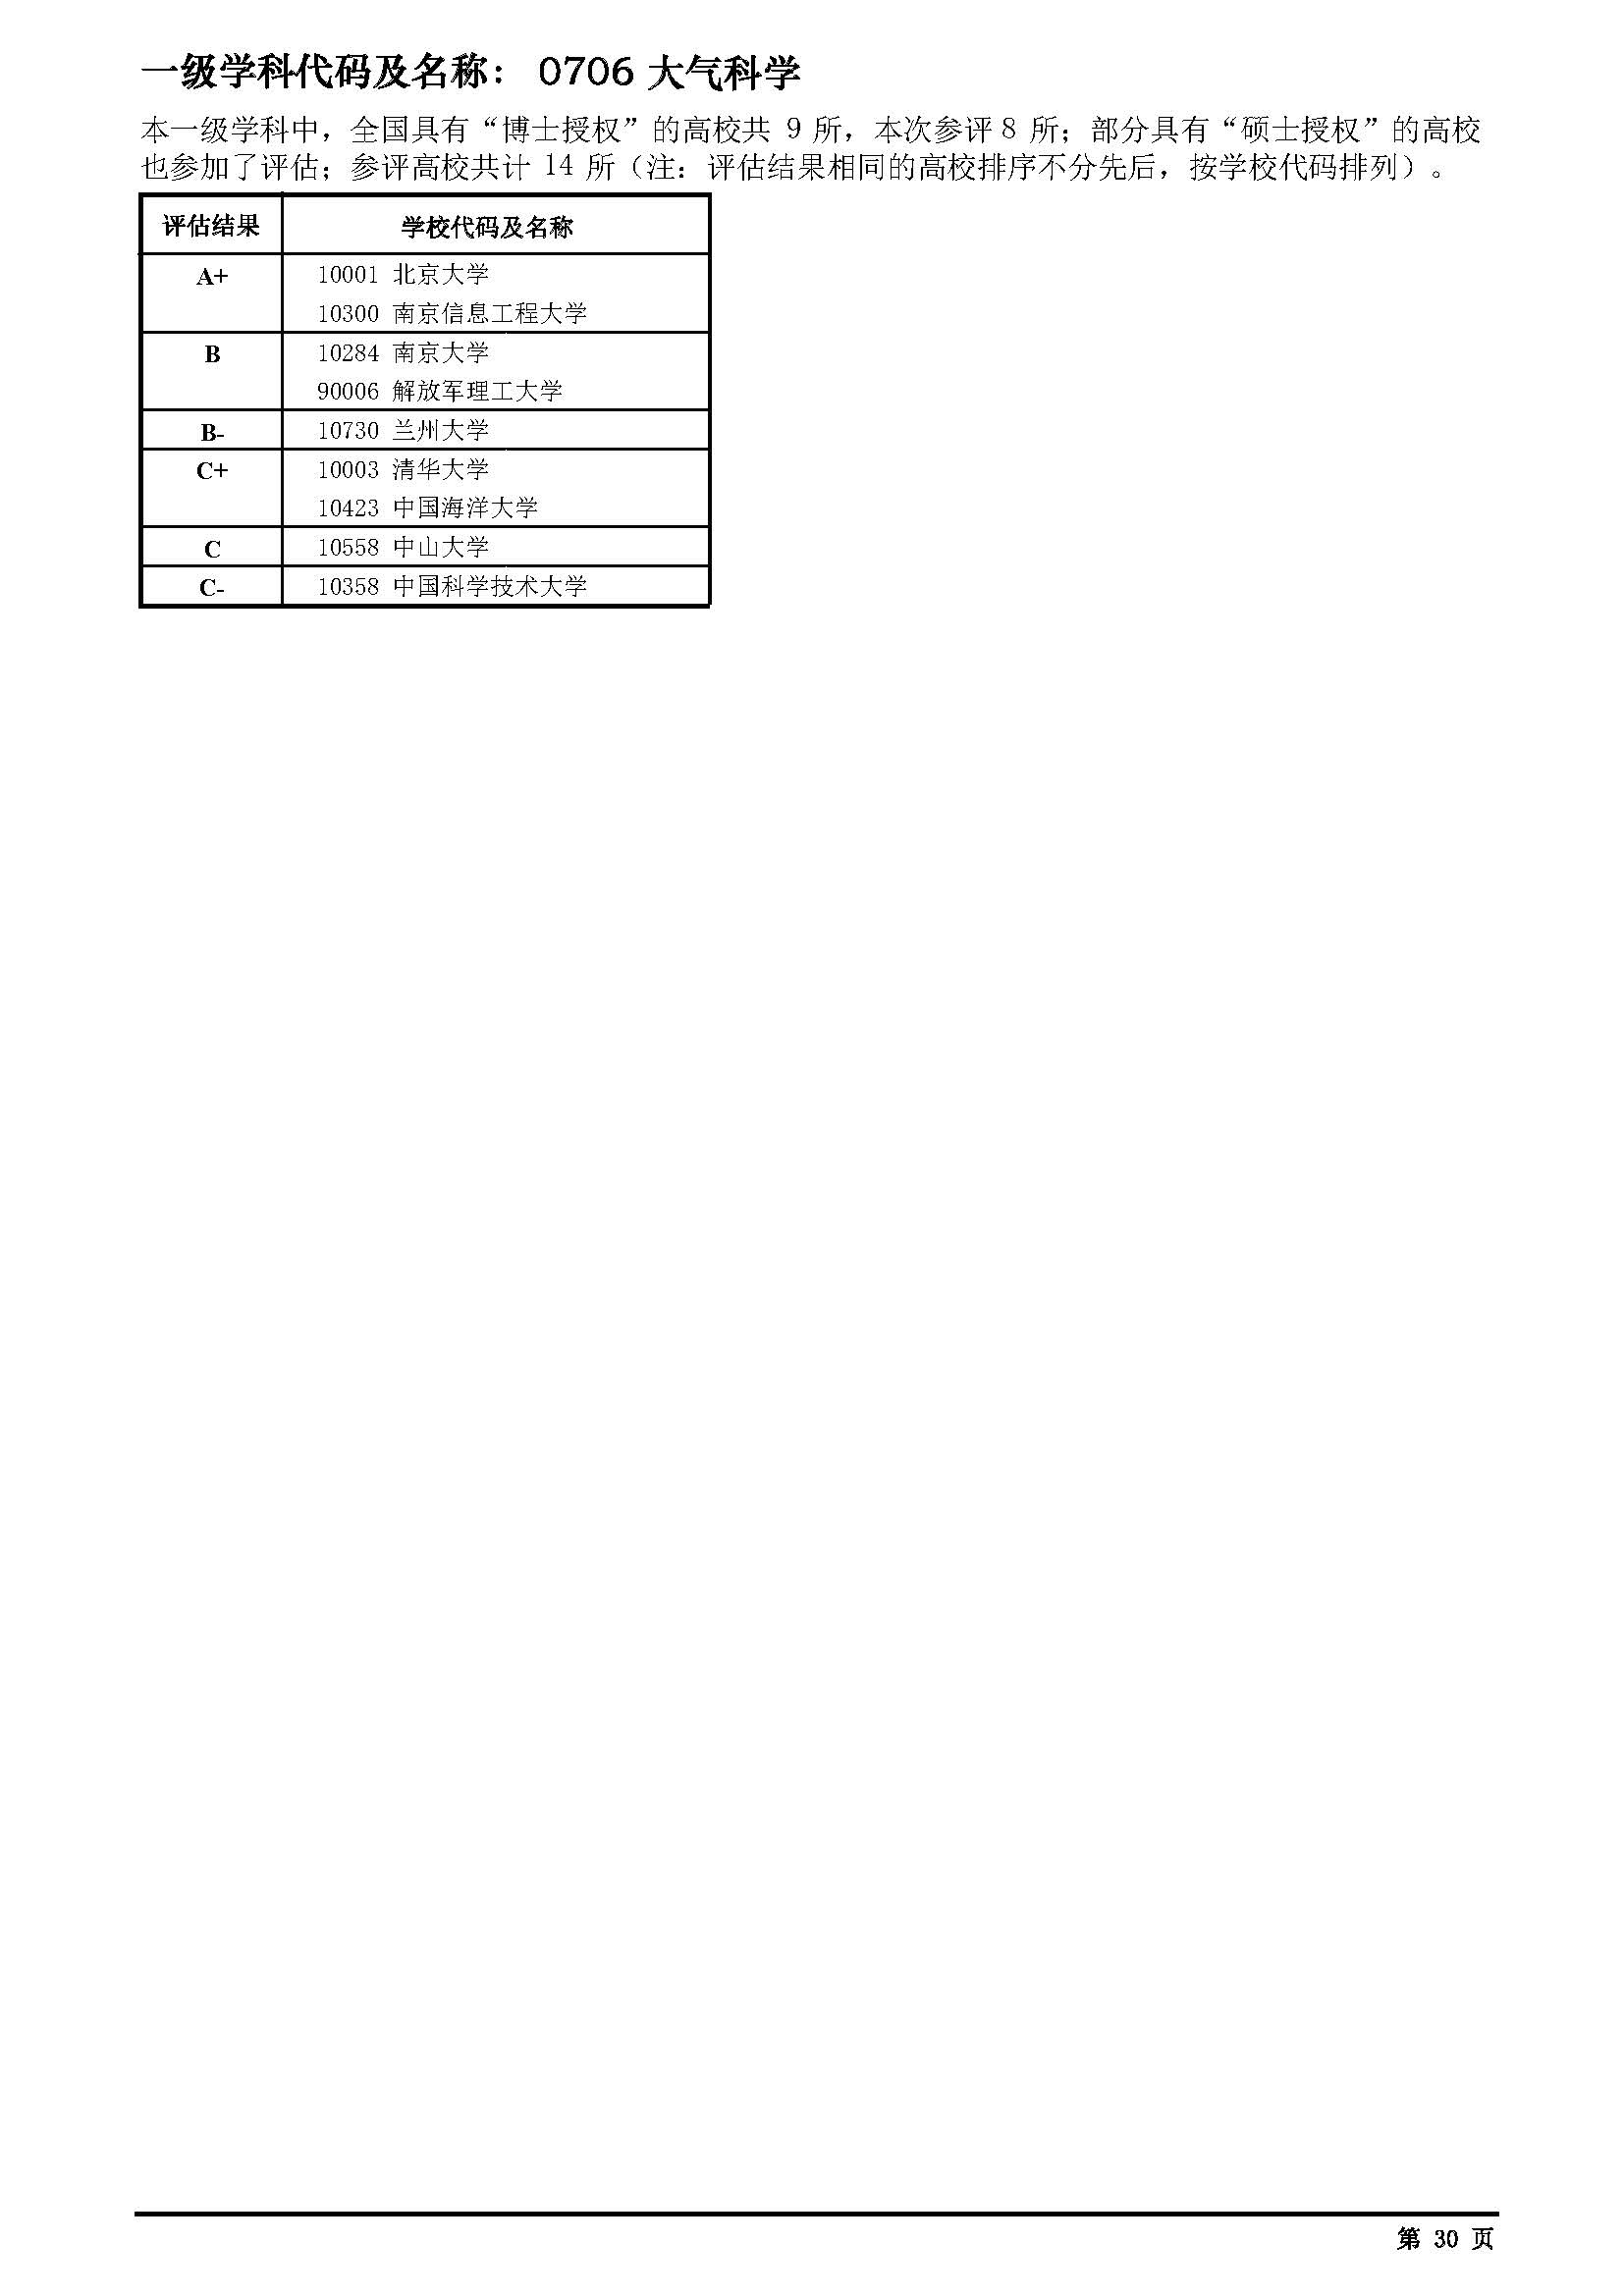 一级学科代码及名称： 0706 大气科学
本一级学科中，全国具有“博士授权”的高校共 9 所，本次参评8 所；部分具有“硕士授权”的高校
也参加了评估；参评高校共计 14 所（注：评估结果相同的高校排序不分先后，按学校代码排列）。
评估结果 学校代码及名称
A+ 10001 北京大学
10300 南京信息工程大学
B 10284 南京大学
90006 解放军理工大学
B- 10730 兰州大学
C+ 10003 清华大学
10423 中国海洋大学
C 10558 中山大学
C- 10358 中国科学技术大学
第 30 页